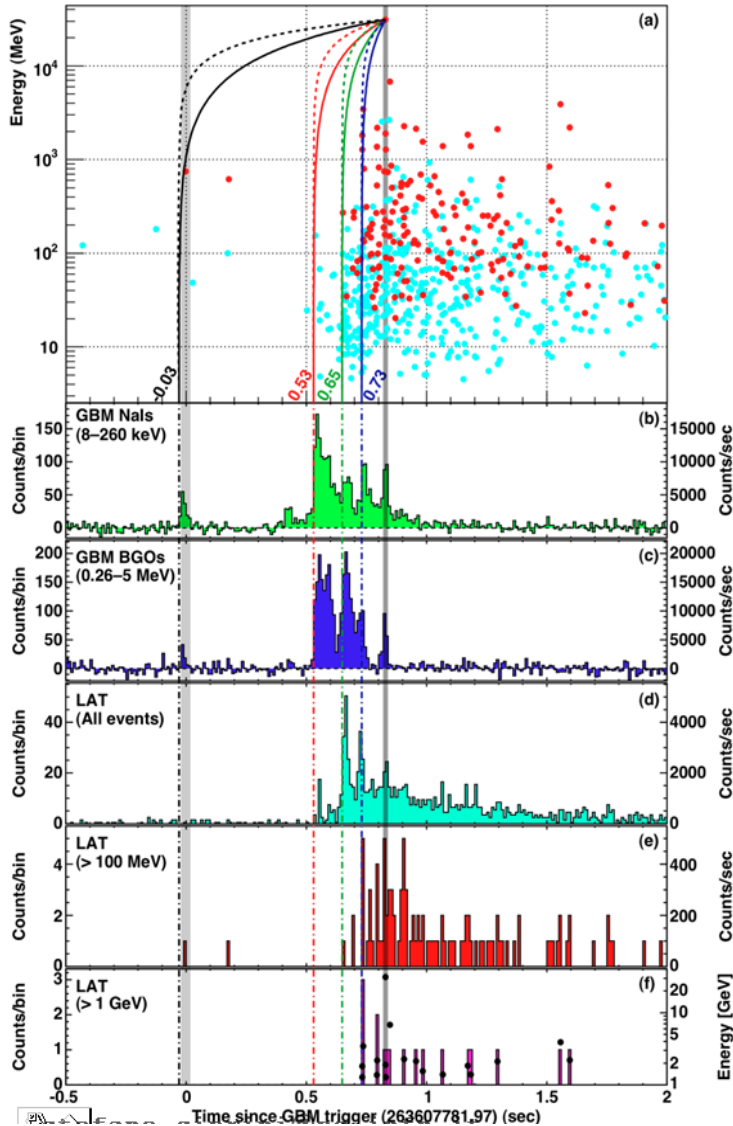 (a)
Energy (MeV)
10⁴
10³
10²
10
-0.03
0.53
0.65
0.73
GBM NaIs
(8–260 keV)
(b)
Counts/bin
150
100
50
0
15000
10000
5000
0
Counts/sec
GBM BGOs
(0.26–5 MeV)
(c)
Counts/bin
200
150
100
50
0
20000
15000
10000
5000
0
Counts/sec
LAT
(All events)
(d)
Counts/bin
40
20
0
4000
2000
0
Counts/sec
LAT
(> 100 MeV)
(e)
Counts/bin
4
2
0
400
200
0
Counts/sec
LAT
(> 1 GeV)
(f)
Counts/bin
3
2
1
0
20
10
5
2
1
Energy [GeV]
-0.5 0 0.5 1 1.5 2
Time since GBM trigger (263607781.97) (sec)